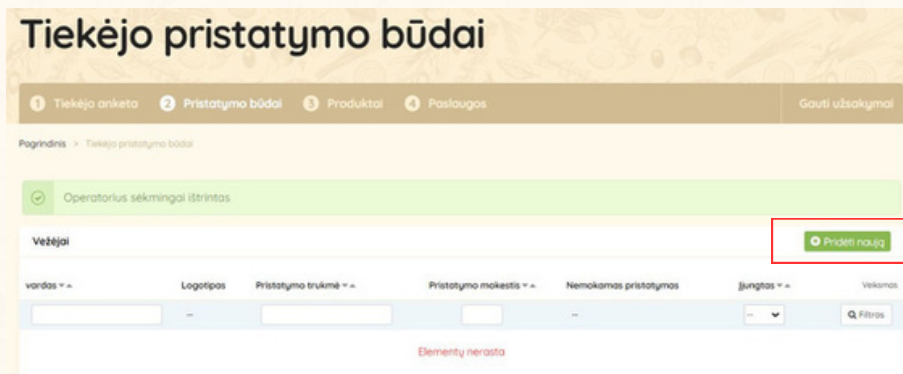 Tiekėjo pristatymo būdai
1 Tiekėjo anketa 2 Pristatymo būdai 3 Produktai 4 Paslaugos Gauti užsakymai
Pagrindinis > Tiekėjo pristatymo būdai
Operatorius sėkmingai ištrintas
Vežėjai Pridėti naują
vardas Logotipas Pristatymo trukmė Pristatymo mokestis Nemokamas pristatymas Įjungtas Veiksmas
-- -- -- Filtras
Elementų nerasta